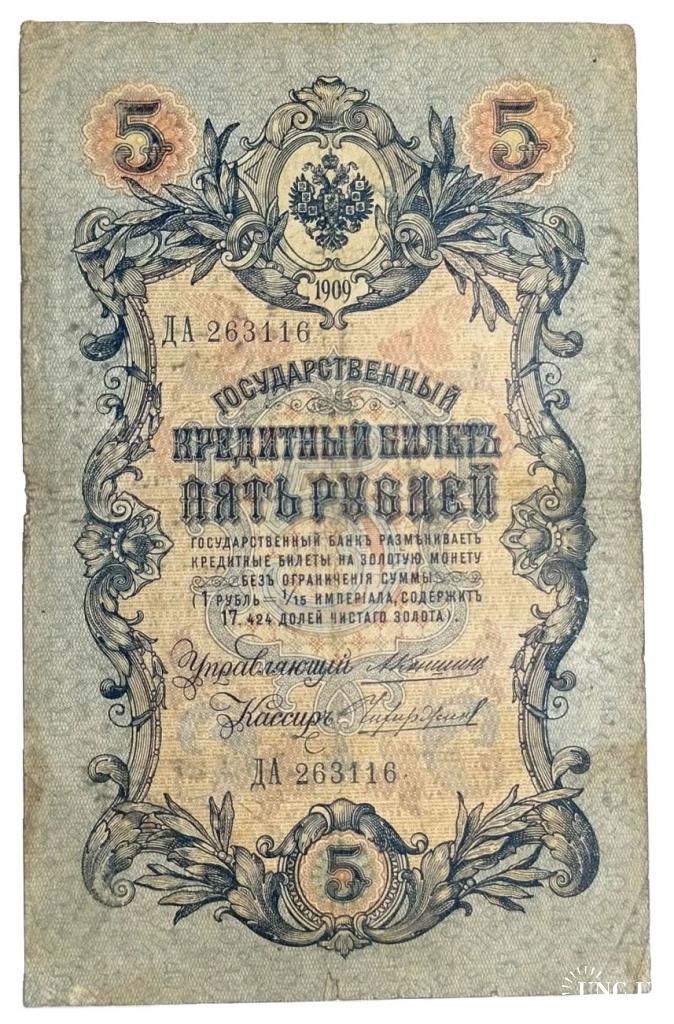 5 5
1909
ДА 263116
ГОСУДАРСТВЕННЫЙ
КРЕДИТНЫЙ БИЛЕТЪ
ПЯТЬ РУБЛЕЙ
ГОСУДАРСТВЕННЫЙ БАНКЪ РАЗМѢНИВАЕТЪ
КРЕДИТНЫЕ БИЛЕТЫ НА ЗОЛОТУЮ МОНЕТУ
БЕЗЪ ОГРАНИЧЕНІЯ СУММЫ
(1 РУБЛЬ = 1/15 ИМПЕРІАЛА, СОДЕРЖИТЪ
17,424 ДОЛЕЙ ЧИСТАГО ЗОЛОТА).
Управляющій
Кассиръ
ДА 263116
5